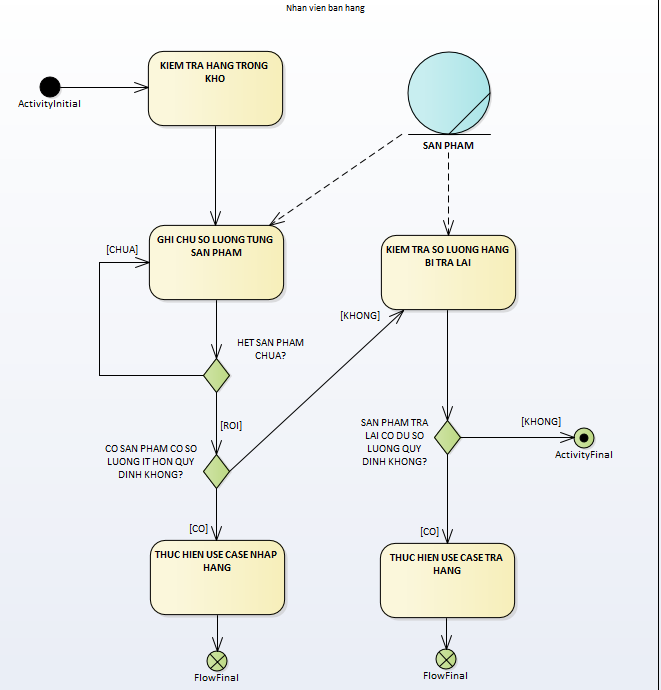 Nhan vien ban hang
KIEM TRA HANG TRONG
KHO
ActivityInitial
SAN PHAM
GHI CHU SO LUONG TUNG
SAN PHAM
[CHUA]
KIEM TRA SO LUONG HANG
BI TRA LAI
[KHONG]
HET SAN PHAM
CHUA?
[ROI]
CO SAN PHAM CO SO
LUONG IT HON QUY
DINH KHONG?
SAN PHAM TRA
LAI CO DU SO
LUONG QUY
DINH KHONG?
[KHONG]
ActivityFinal
[CO]
[CO]
THUC HIEN USE CASE NHAP
HANG
THUC HIEN USE CASE TRA
HANG
FlowFinal
FlowFinal